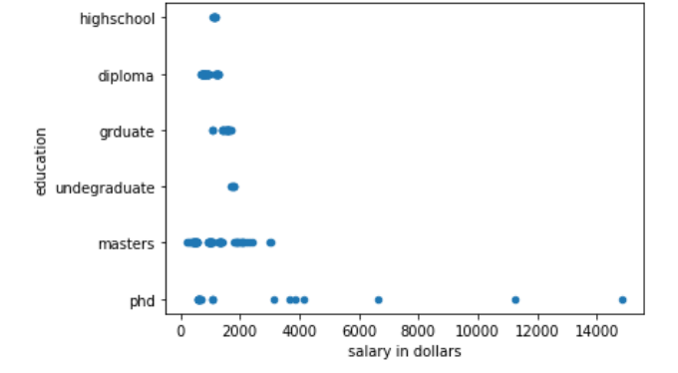 highschool
diploma
grduate
undegraduate
masters
phd
education
0 2000 4000 6000 8000 10000 12000 14000
salary in dollars